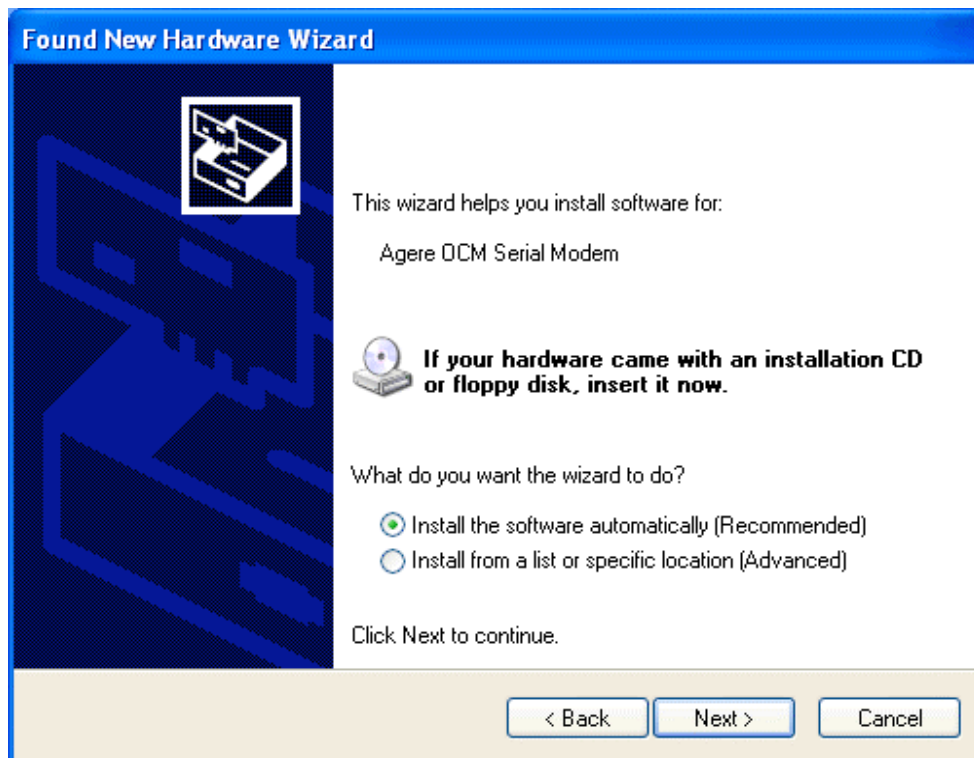 Found New Hardware Wizard
This wizard helps you install software for:
Agere OCM Serial Modem
If your hardware came with an installation CD
or floppy disk, insert it now.
What do you want the wizard to do?
Install the software automatically (Recommended)
Install from a list or specific location (Advanced)
Click Next to continue.
< Back Next > Cancel